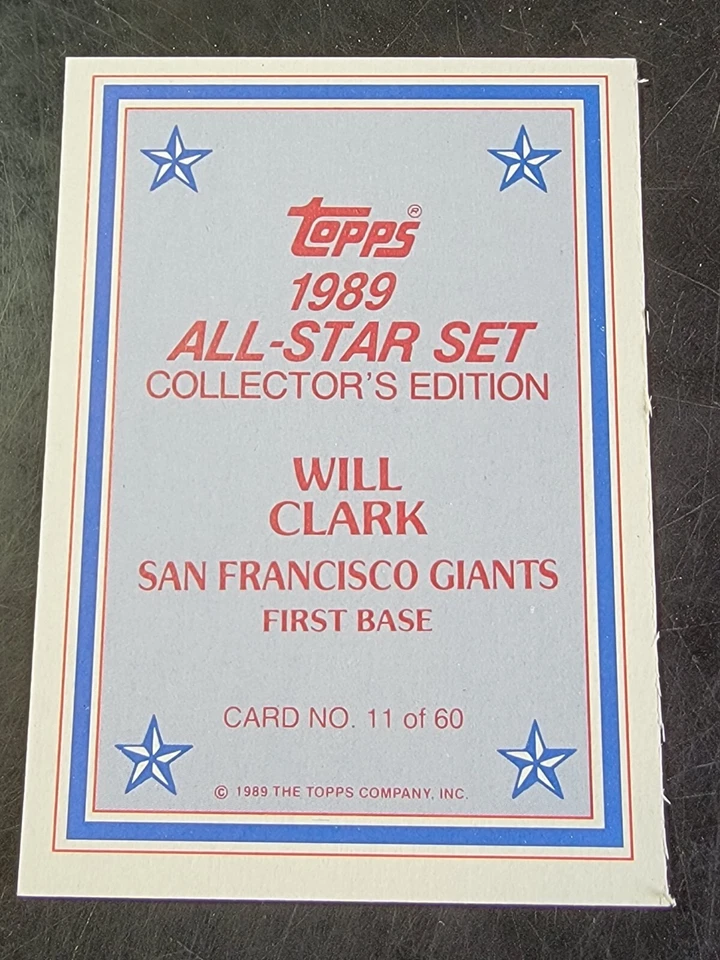 Topps®
1989
ALL-STAR SET
COLLECTOR'S EDITION
WILL
CLARK
SAN FRANCISCO GIANTS
FIRST BASE
CARD NO. 11 of 60
© 1989 THE TOPPS COMPANY, INC.